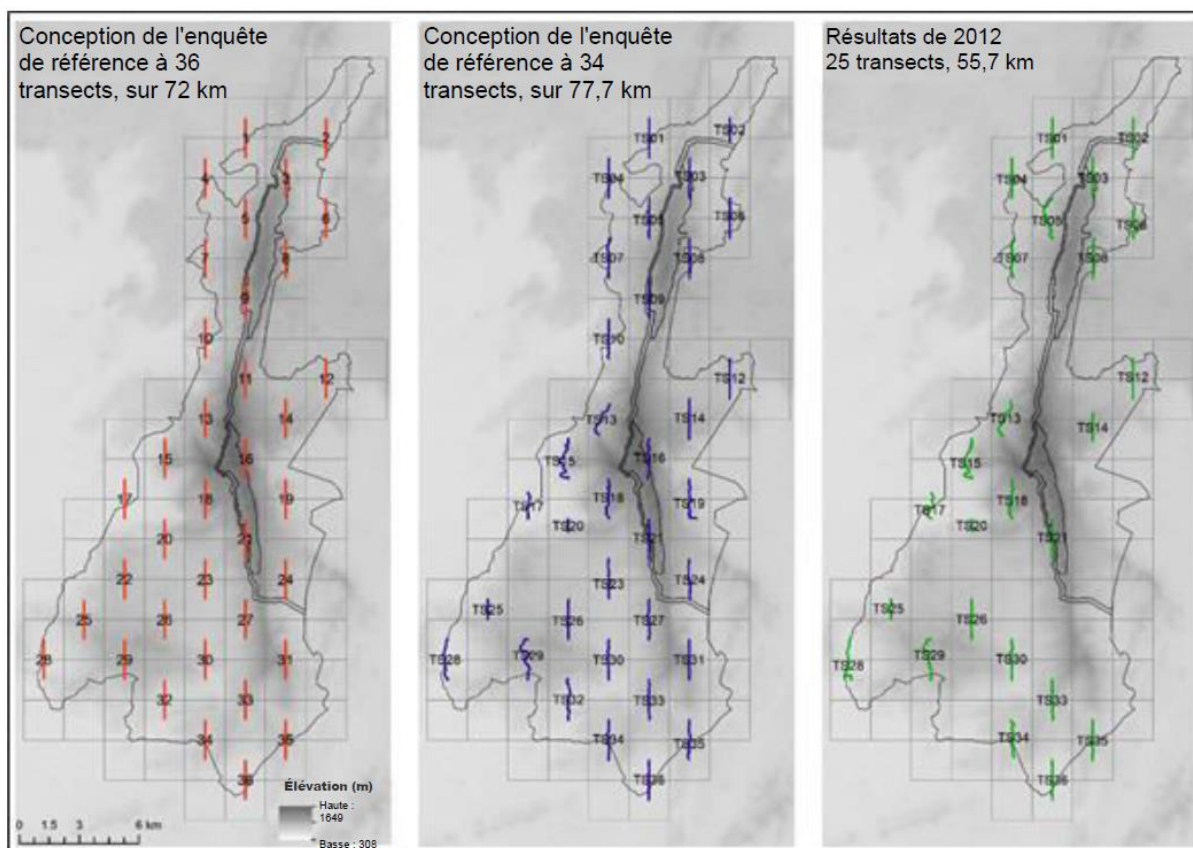 Conception de l'enquête
de référence à 36
transects, sur 72 km
1
2
3
4
5
6
7
8
9
10
11
12
13
14
15
16
17
18
19
20
21
22
23
24
25
26
27
28
29
30
31
32
33
34
35
36
Élévation (m)
Haute :
1649
Basse : 308
0 1.5 3 6 km
Conception de l'enquête
de référence à 34
transects, sur 77,7 km
TS01
TS02
TS03
TS04
TS05
TS06
TS07
TS08
TS09
TS10
TS12
TS13
TS14
TS15
TS16
TS17
TS18
TS19
TS20
TS21
TS23
TS24
TS25
TS26
TS27
TS28
TS29
TS30
TS31
TS32
TS33
TS34
TS35
TS36
Résultats de 2012
25 transects, 55,7 km
TS01
TS02
TS03
TS04
TS05
TS06
TS07
TS08
TS12
TS13
TS14
TS15
TS17
TS18
TS20
TS21
TS25
TS26
TS28
TS29
TS30
TS33
TS34
TS35
TS36